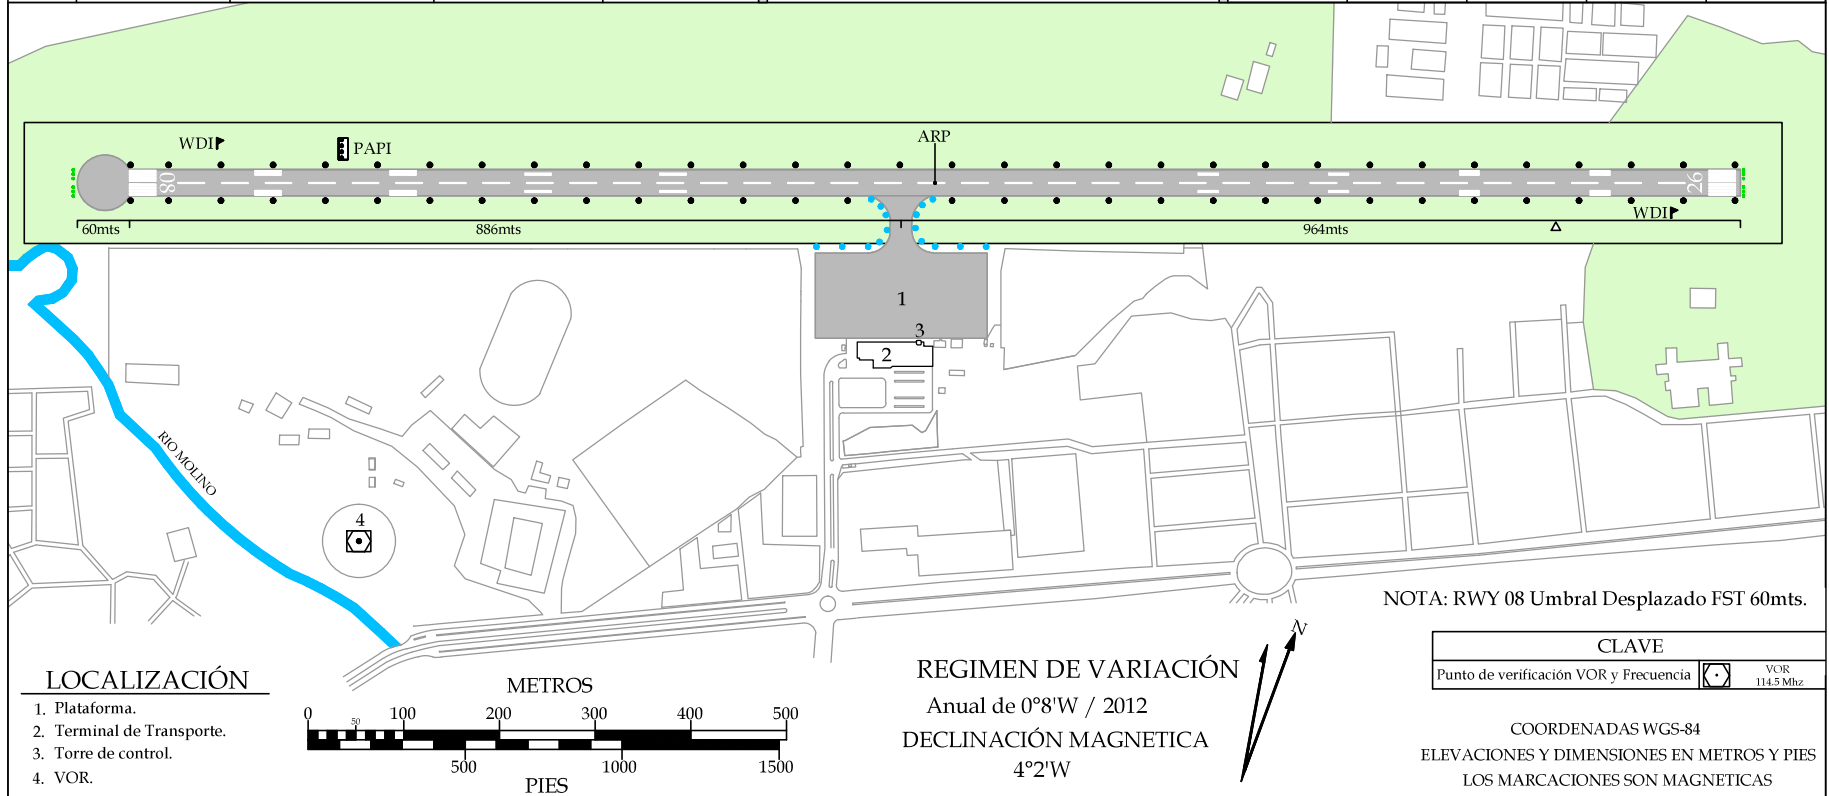 WDI
PAPI
ARP
08
26
WDI
60mts
886mts
964mts
1
3
2
RIO MOLINO
4
NOTA: RWY 08 Umbral Desplazado FST 60mts.
N
CLAVE
Punto de verificación VOR y Frecuencia
VOR
114.5 Mhz
LOCALIZACIÓN
1. Plataforma.
2. Terminal de Transporte.
3. Torre de control.
4. VOR.
METROS
0 50 100 200 300 400 500
500 1000 1500
PIES
REGIMEN DE VARIACIÓN
Anual de 0°8'W / 2012
DECLINACIÓN MAGNETICA
4°2'W
COORDENADAS WGS-84
ELEVACIONES Y DIMENSIONES EN METROS Y PIES
LOS MARCACIONES SON MAGNETICAS